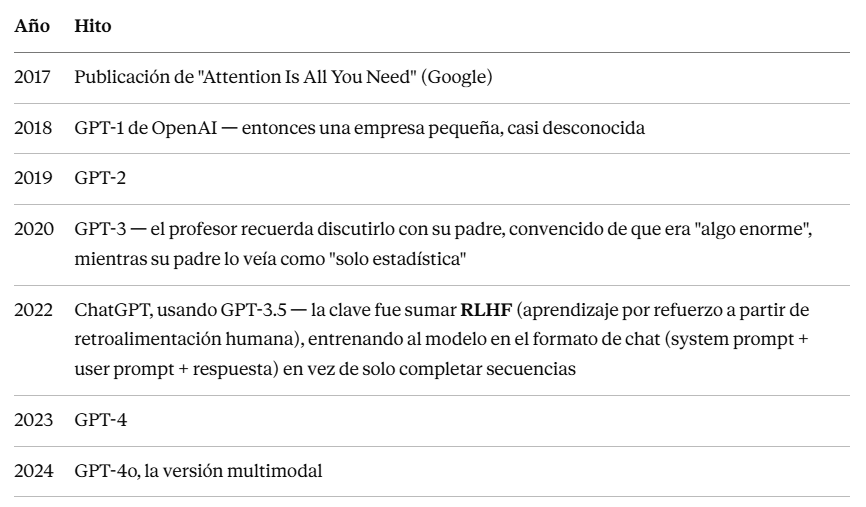 Año Hito
2017 Publicación de "Attention Is All You Need" (Google)
2018 GPT-1 de OpenAI — entonces una empresa pequeña, casi desconocida
2019 GPT-2
2020 GPT-3 — el profesor recuerda discutirlo con su padre, convencido de que era "algo enorme",
mientras su padre lo veía como "solo estadística"
2022 ChatGPT, usando GPT-3.5 — la clave fue sumar RLHF (aprendizaje por refuerzo a partir de
retroalimentación humana), entrenando al modelo en el formato de chat (system prompt +
user prompt + respuesta) en vez de solo completar secuencias
2023 GPT-4
2024 GPT-4o, la versión multimodal